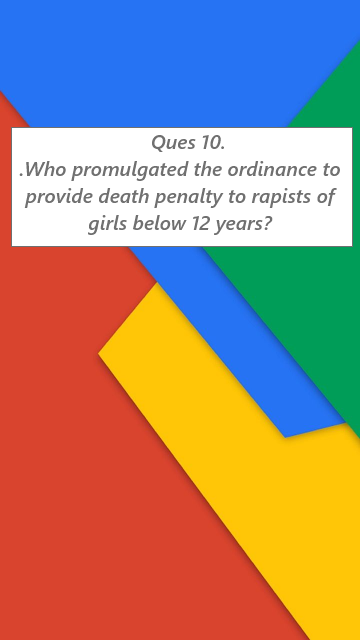 Ques 10.
.Who promulgated the ordinance to
provide death penalty to rapists of
girls below 12 years?